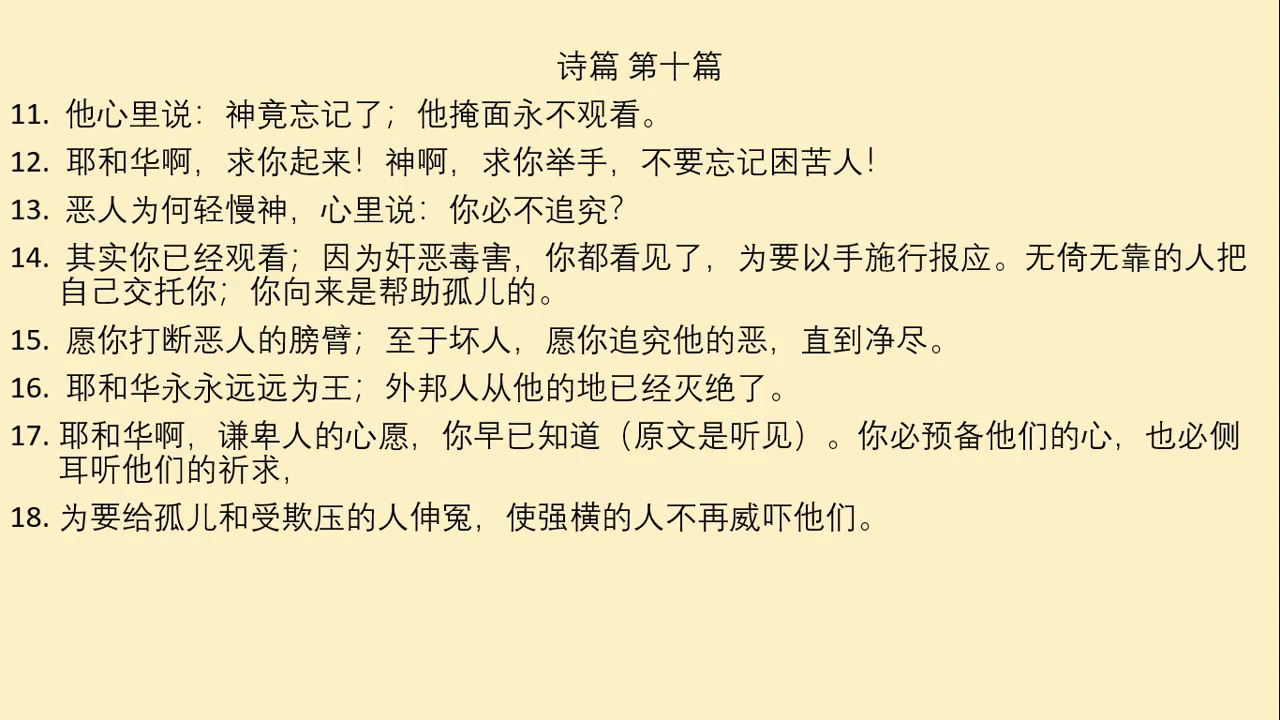 诗篇 第十篇
11. 他心里说：神竟忘记了；他掩面永不观看。
12. 耶和华啊，求你起来！神啊，求你举手，不要忘记困苦人！
13. 恶人为何轻慢神，心里说：你必不追究？
14. 其实你已经观看；因为奸恶毒害，你都看见了，为要以手施行报应。无倚无靠的人把
自己交托你；你向来是帮助孤儿的。
15. 愿你打断恶人的膀臂；至于坏人，愿你追究他的恶，直到净尽。
16. 耶和华永永远远为王；外邦人从他的地已经灭绝了。
17. 耶和华啊，谦卑人的心愿，你早已知道（原文是听见）。你必预备他们的心，也必侧
耳听他们的祈求，
18. 为要给孤儿和受欺压的人伸冤，使强横的人不再威吓他们。